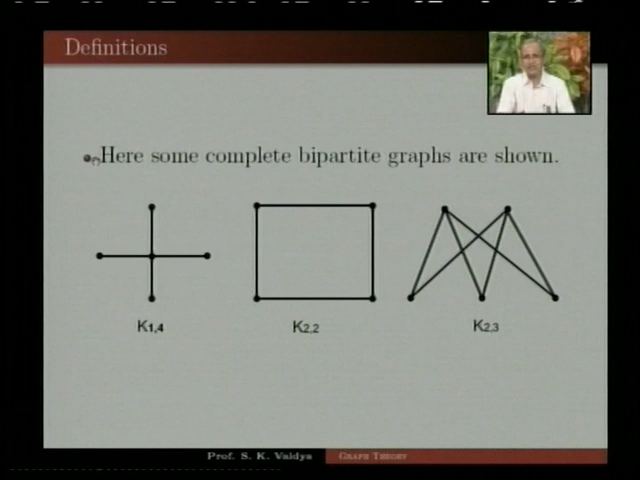 Definitions
Here some complete bipartite graphs are shown.
K1,4
K2,2
K2,3
Prof. S. K. Vaidya
Graph Theory